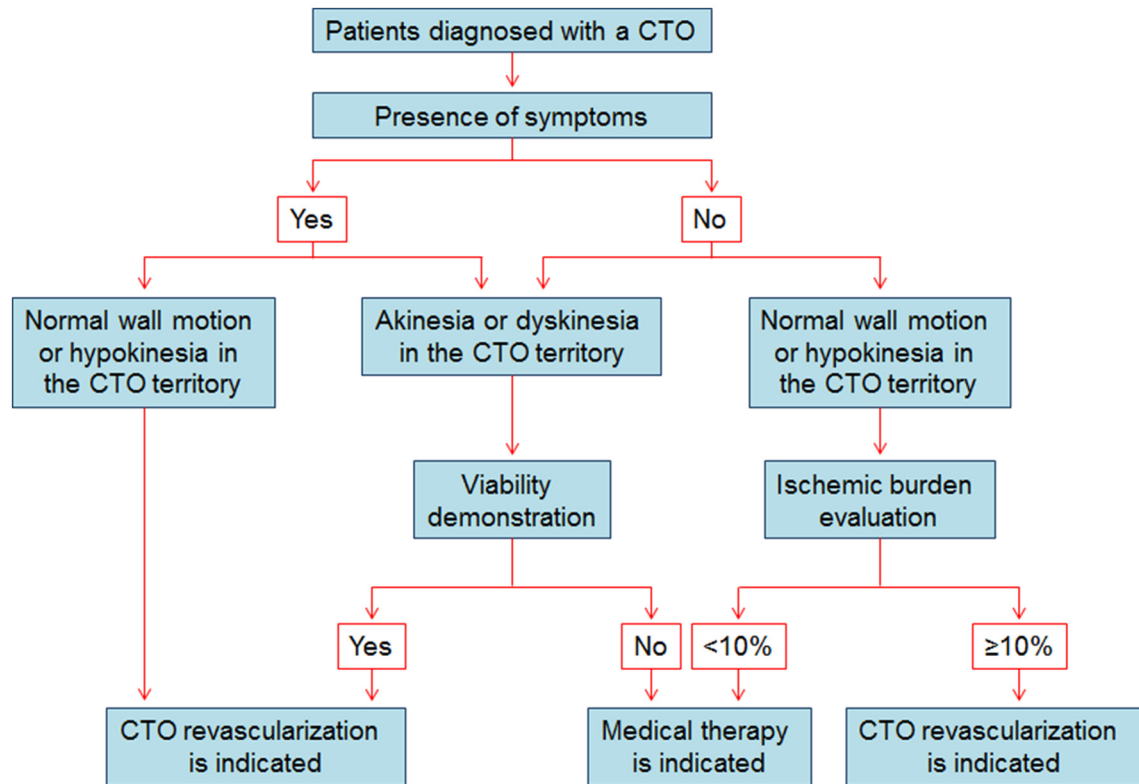 Patients diagnosed with a CTO
Presence of symptoms
Yes
No
Normal wall motion
or hypokinesia in
the CTO territory
Akinesia or dyskinesia
in the CTO territory
Normal wall motion
or hypokinesia in
the CTO territory
Viability
demonstration
Ischemic burden
evaluation
Yes
No
<10%
≥10%
CTO revascularization
is indicated
Medical therapy
is indicated
CTO revascularization
is indicated